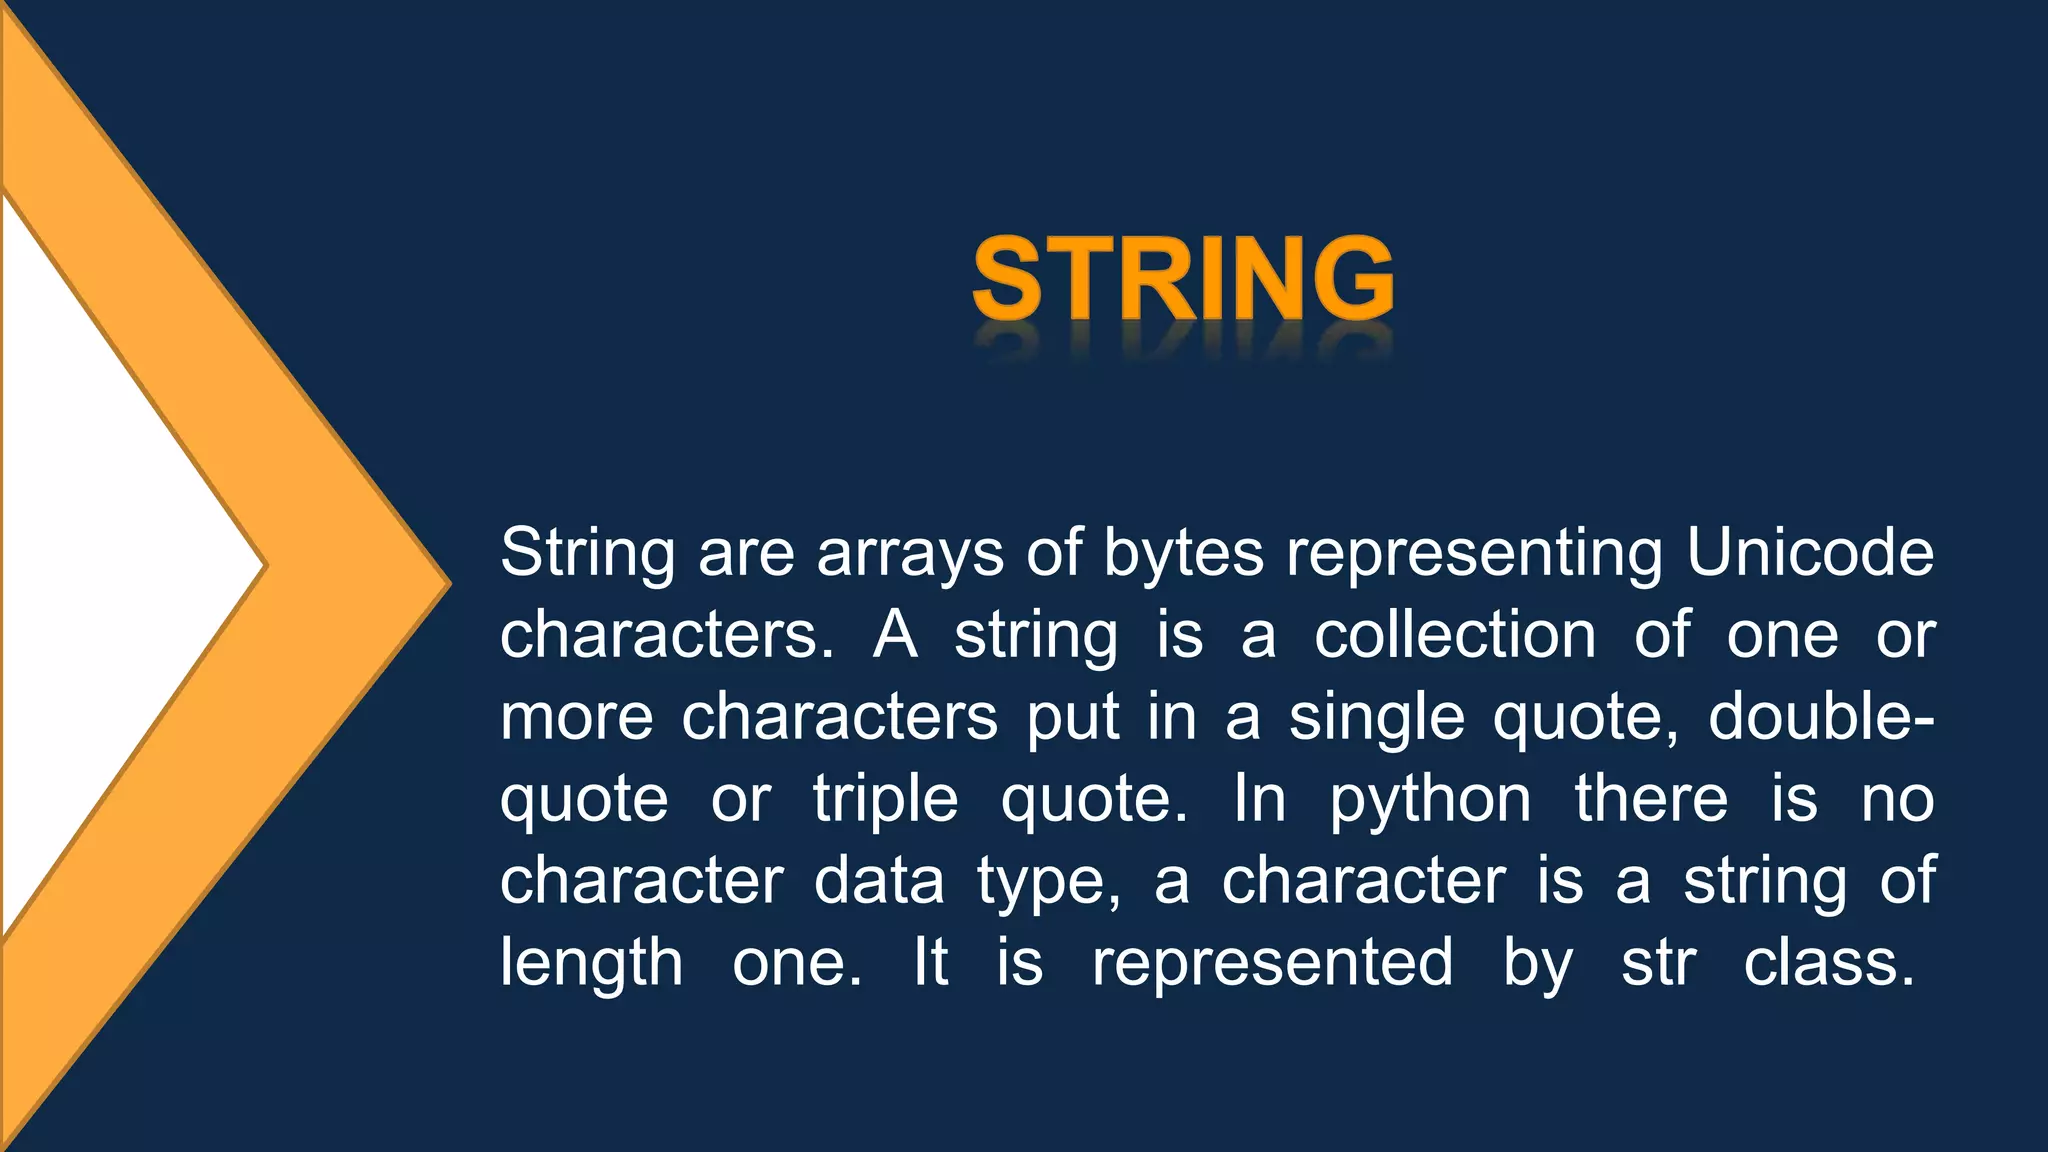 STRING
String are arrays of bytes representing Unicode
characters. A string is a collection of one or
more characters put in a single quote, double-
quote or triple quote. In python there is no
character data type, a character is a string of
length one. It is represented by str class.